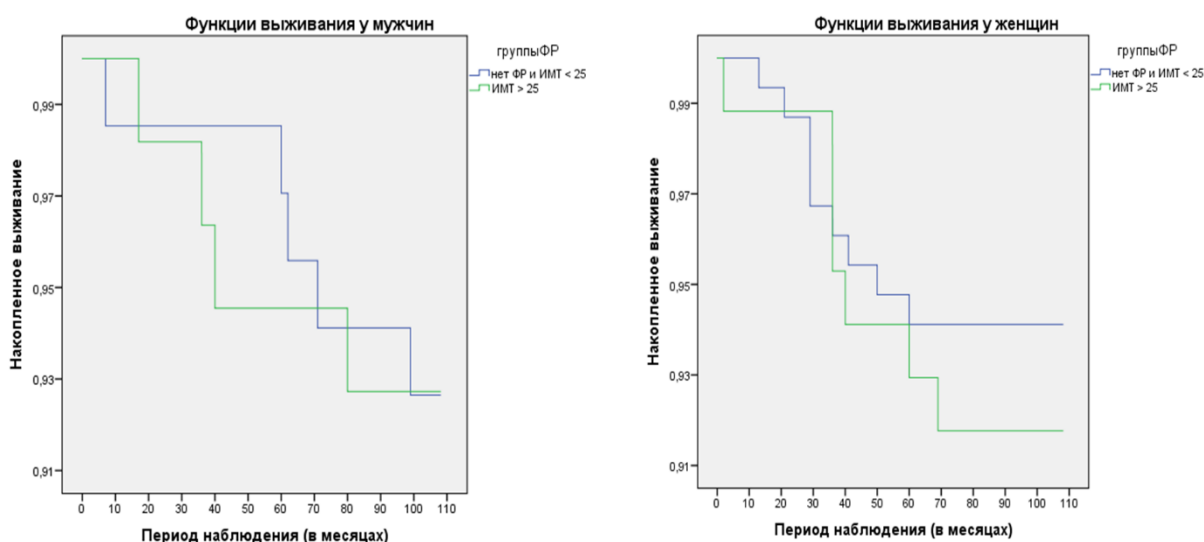 Функции выживания у мужчин
группыФР
нет ФР и ИМТ < 25
ИМТ > 25
0,99
0,97
0,95
0,93
0,91
Накопленное выживание
0 10 20 30 40 50 60 70 80 90 100 110
Период наблюдения (в месяцах)
Функции выживания у женщин
группыФР
нет ФР и ИМТ < 25
ИМТ > 25
0,99
0,97
0,95
0,93
0,91
Накопленное выживание
0 10 20 30 40 50 60 70 80 90 100 110
Период наблюдения (в месяцах)